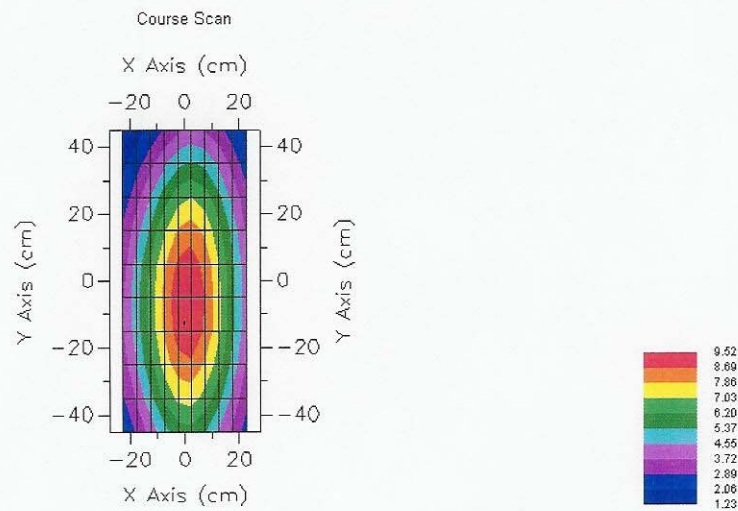 Course Scan
X Axis (cm)
−20 0 20
40 40
20 20
0 0
−20 −20
−40 −40
Y Axis (cm)
Y Axis (cm)
−20 0 20
X Axis (cm)
9.52
8.69
7.86
7.03
6.20
5.37
4.55
3.72
2.89
2.06
1.23